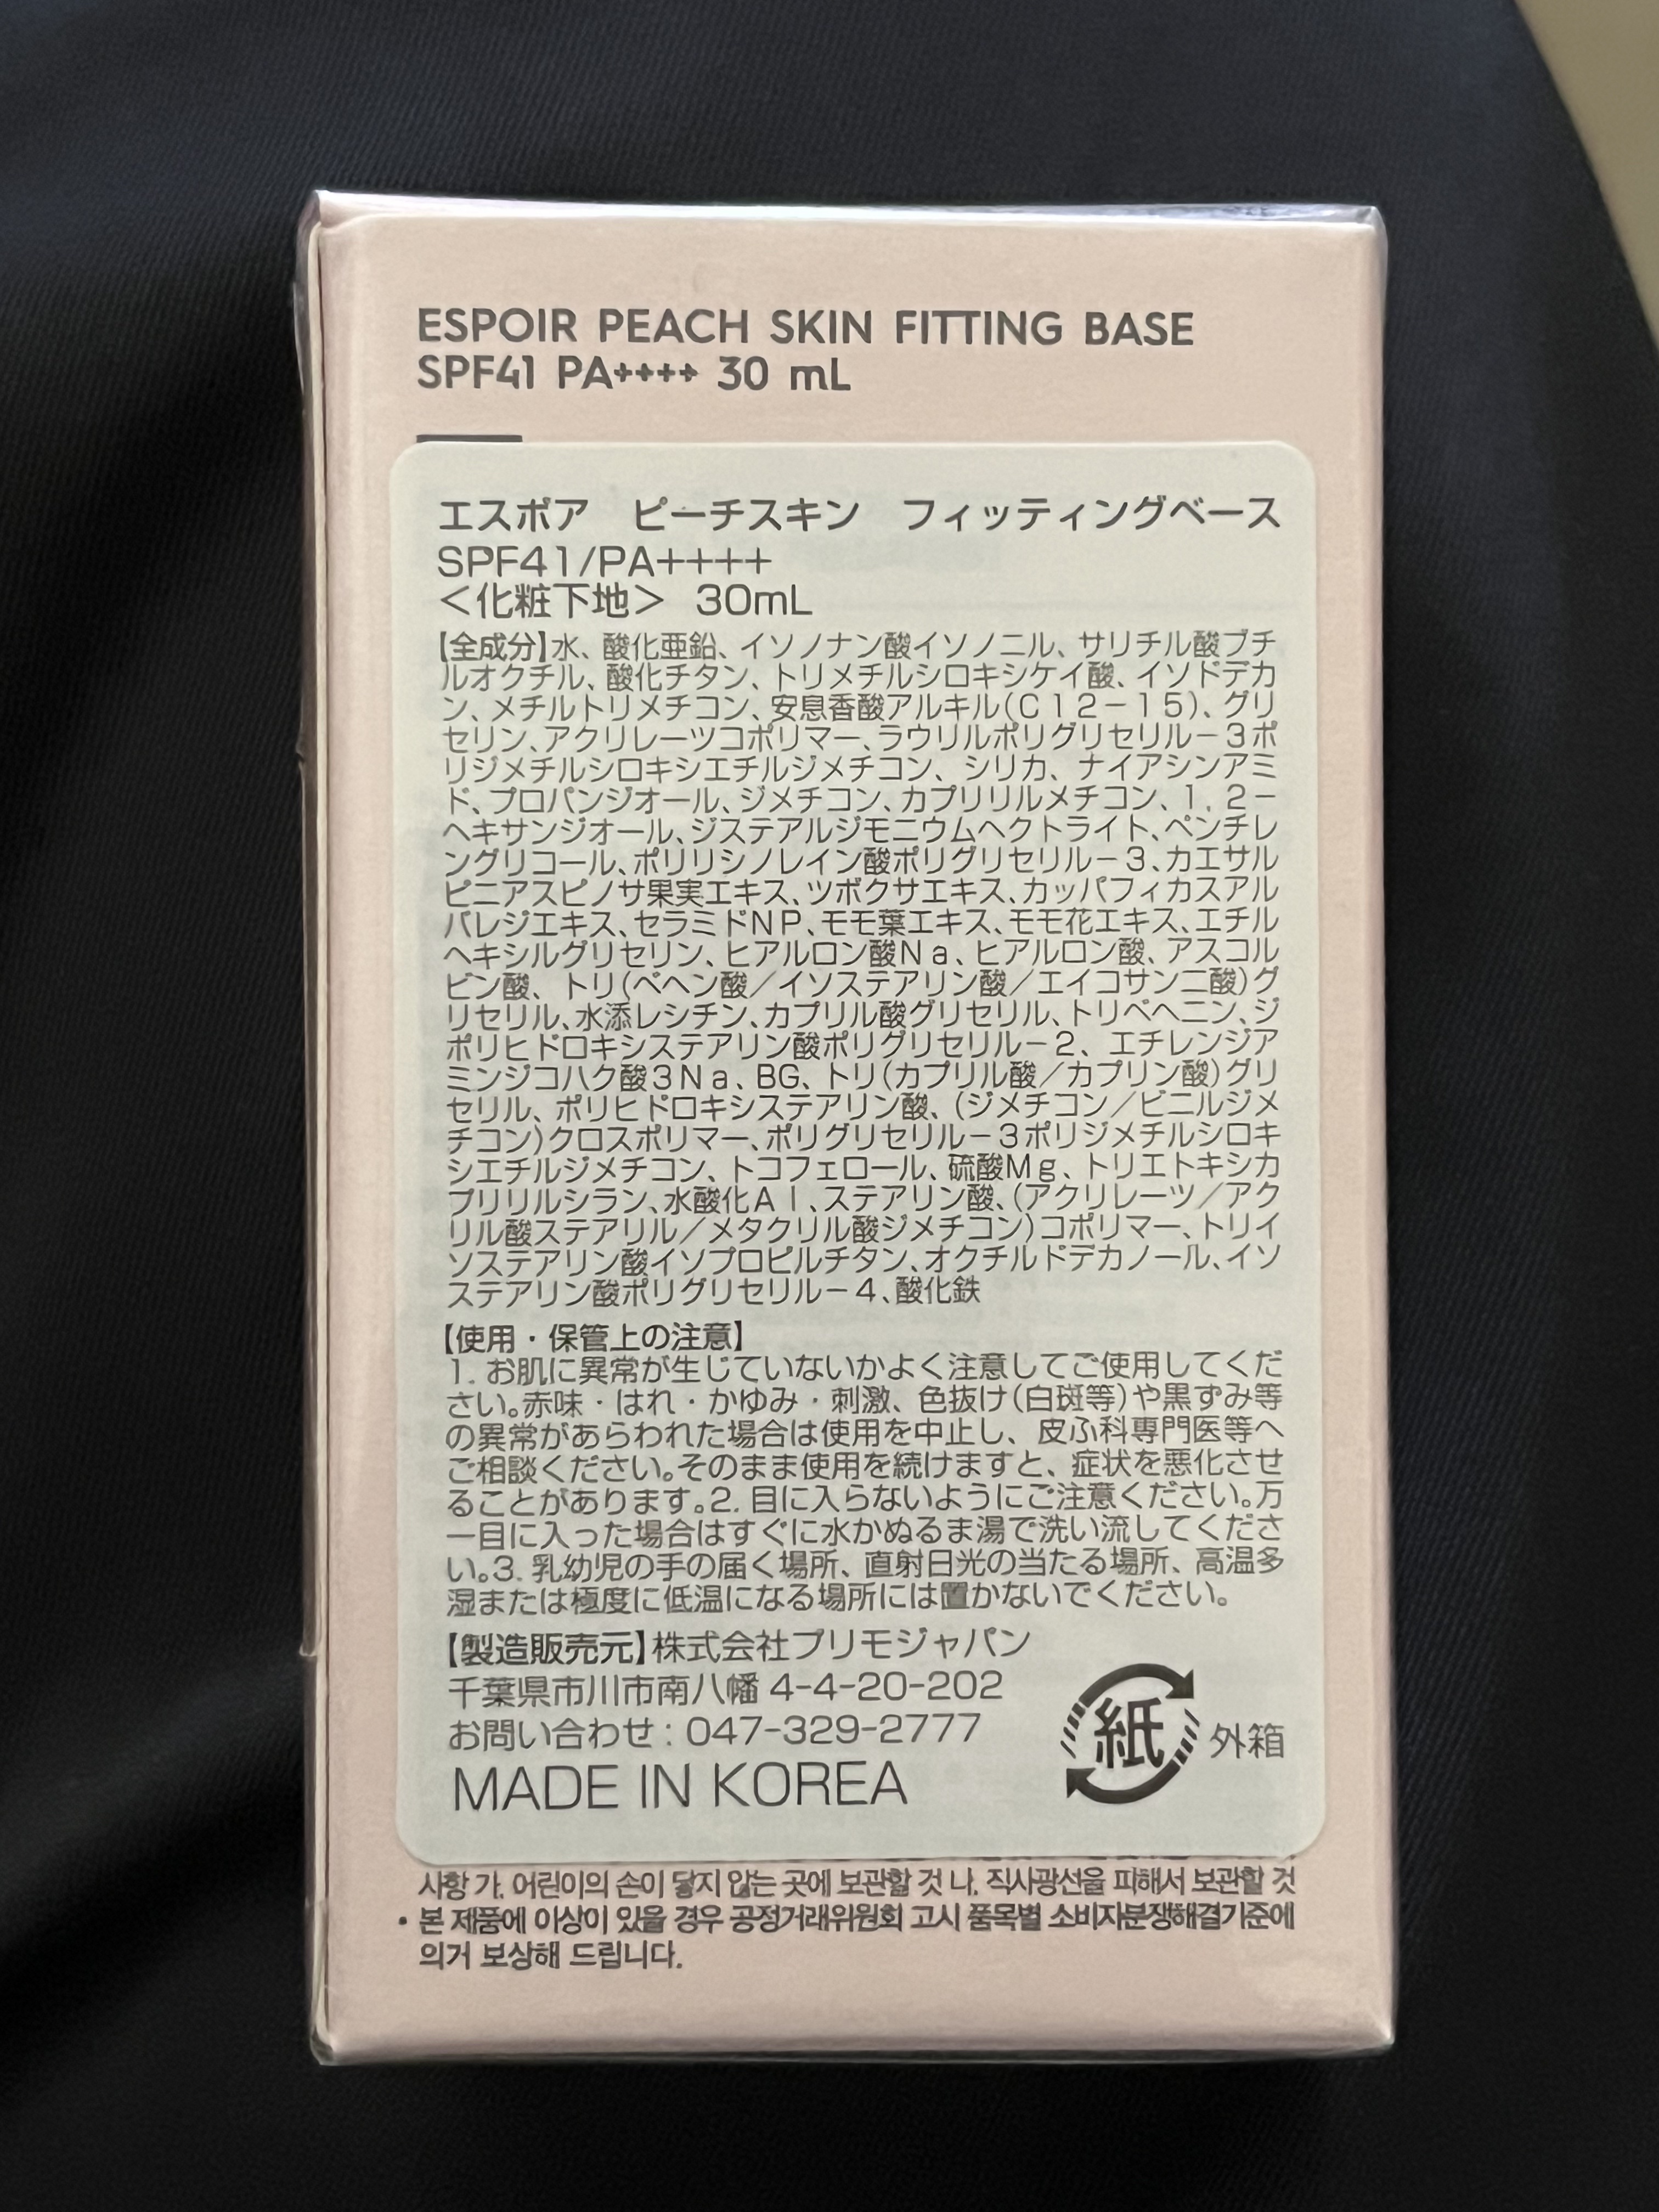 ESPOIR PEACH SKIN FITTING BASE
SPF41 PA++++ 30 mL
エスポア　ピーチスキン　フィッティングベース
SPF41/PA++++
＜化粧下地＞ 30mL
【全成分】水、酸化亜鉛、イソノナン酸イソノニル、サリチル酸ブチ
ルオクチル、酸化チタン、トリメチルシロキシケイ酸、イソドデカ
ン、メチルトリメチコン、安息香酸アルキル(C12－15)、グリ
セリン、アクリレーツコポリマー、ラウリルポリグリセリル－3ポ
リジメチルシロキシエチルジメチコン、シリカ、ナイアシンアミ
ド、プロパンジオール、ジメチコン、カプリリルメチコン、1,2－
ヘキサンジオール、ジステアルジモニウムヘクトライト、ペンチレ
ングリコール、ポリリシノレイン酸ポリグリセリル－3、カエサル
ピニアスピノサ果実エキス、ツボクサエキス、カッパフィカスアル
バレジエキス、セラミドNP、モモ葉エキス、モモ花エキス、エチル
ヘキシルグリセリン、ヒアルロン酸Na、ヒアルロン酸、アスコル
ビン酸、トリ(ベヘン酸／イソステアリン酸／エイコサン二酸)グ
リセリル、水添レシチン、カプリル酸グリセリル、トリベヘニン、ジ
ポリヒドロキシステアリン酸ポリグリセリル－2、エチレンジア
ミンジコハク酸3Na、BG、トリ(カプリル酸／カプリン酸)グリ
セリル、ポリヒドロキシステアリン酸、(ジメチコン／ビニルジメ
チコン)クロスポリマー、ポリグリセリル－3ポリジメチルシロキ
シエチルジメチコン、トコフェロール、硫酸Mg、トリエトキシカ
プリリルシラン、水酸化Al、ステアリン酸、(アクリレーツ／アク
リル酸ステアリル／メタクリル酸ジメチコン)コポリマー、トリイ
ソステアリン酸イソプロピルチタン、オクチルドデカノール、イソ
ステアリン酸ポリグリセリル－4、酸化鉄
【使用・保管上の注意】
1. お肌に異常が生じていないかよく注意してご使用してくだ
さい。赤味・はれ・かゆみ・刺激、色抜け(白斑等)や黒ずみ等
の異常があらわれた場合は使用を中止し、皮ふ科専門医等へ
ご相談ください。そのまま使用を続けますと、症状を悪化させ
ることがあります。2. 目に入らないようにご注意ください。万
一目に入った場合はすぐに水かぬるま湯で洗い流してくださ
い。3. 乳幼児の手の届く場所、直射日光の当たる場所、高温多
湿または極度に低温になる場所には置かないでください。
【製造販売元】株式会社プリモジャパン
千葉県市川市南八幡 4-4-20-202
お問い合わせ : 047-329-2777
MADE IN KOREA
紙 外箱
사항 가. 어린이의 손이 닿지 않는 곳에 보관할 것 나. 직사광선을 피해서 보관할 것
• 본 제품에 이상이 있을 경우 공정거래위원회 고시 품목별 소비자분쟁해결기준에
의거 보상해 드립니다.